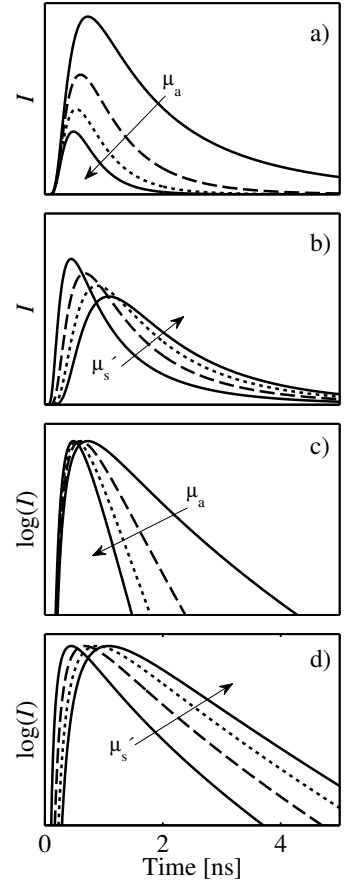 a)
I
μa
b)
I
μs´
c)
log(I)
μa
d)
log(I)
μs´
0 2 4
Time [ns]